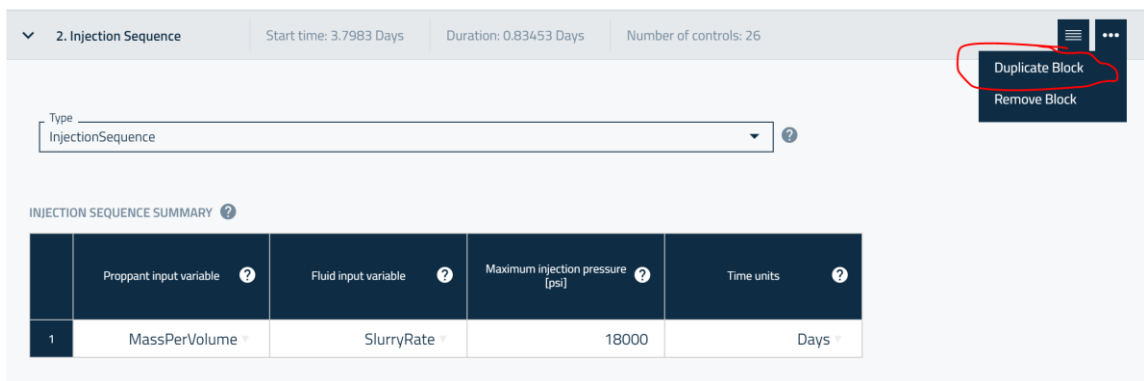 2. Injection Sequence Start time: 3.7983 Days Duration: 0.83453 Days Number of controls: 26
Duplicate Block
Remove Block
Type
InjectionSequence
?
INJECTION SEQUENCE SUMMARY ?
Proppant input variable ? Fluid input variable ? Maximum injection pressure [psi] ? Time units ?
1 MassPerVolume SlurryRate 18000 Days